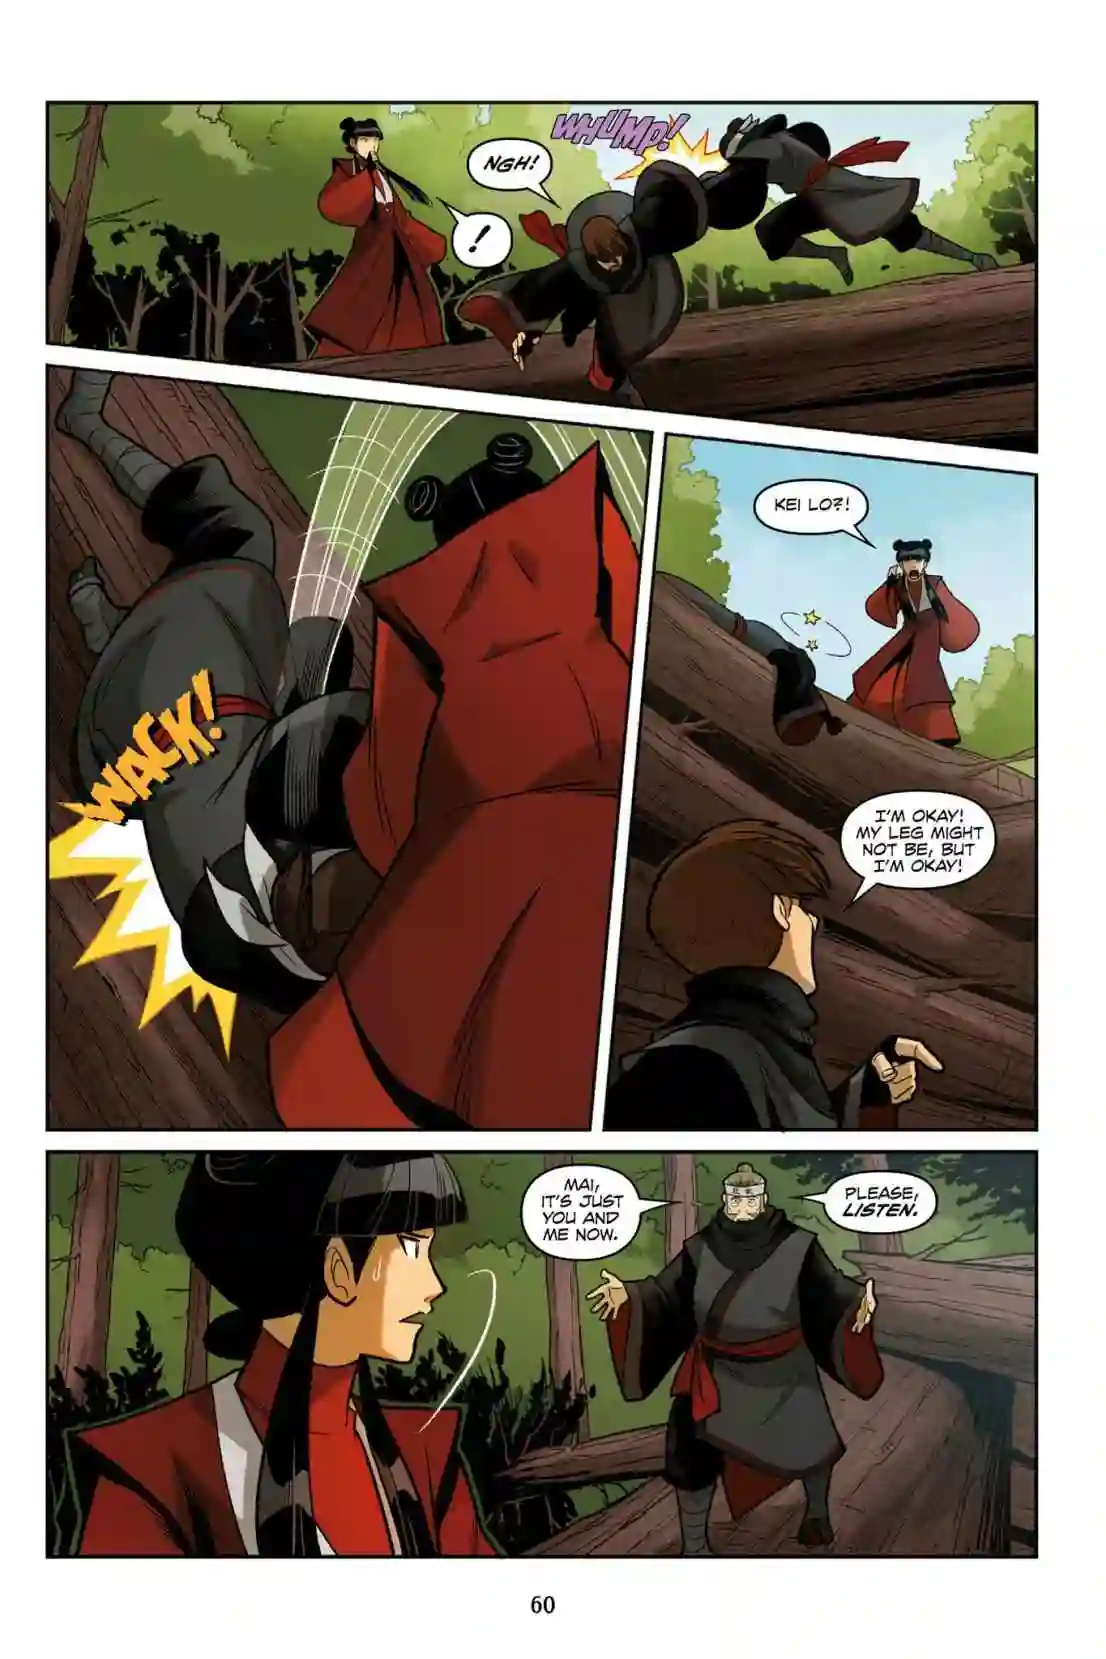 WHUMP!
NGH!
!
WACK!
KEI LO?!
I'M OKAY!
MY LEG MIGHT
NOT BE, BUT
I'M OKAY!
MAI,
IT'S JUST
YOU AND
ME NOW.
PLEASE,
LISTEN.
60